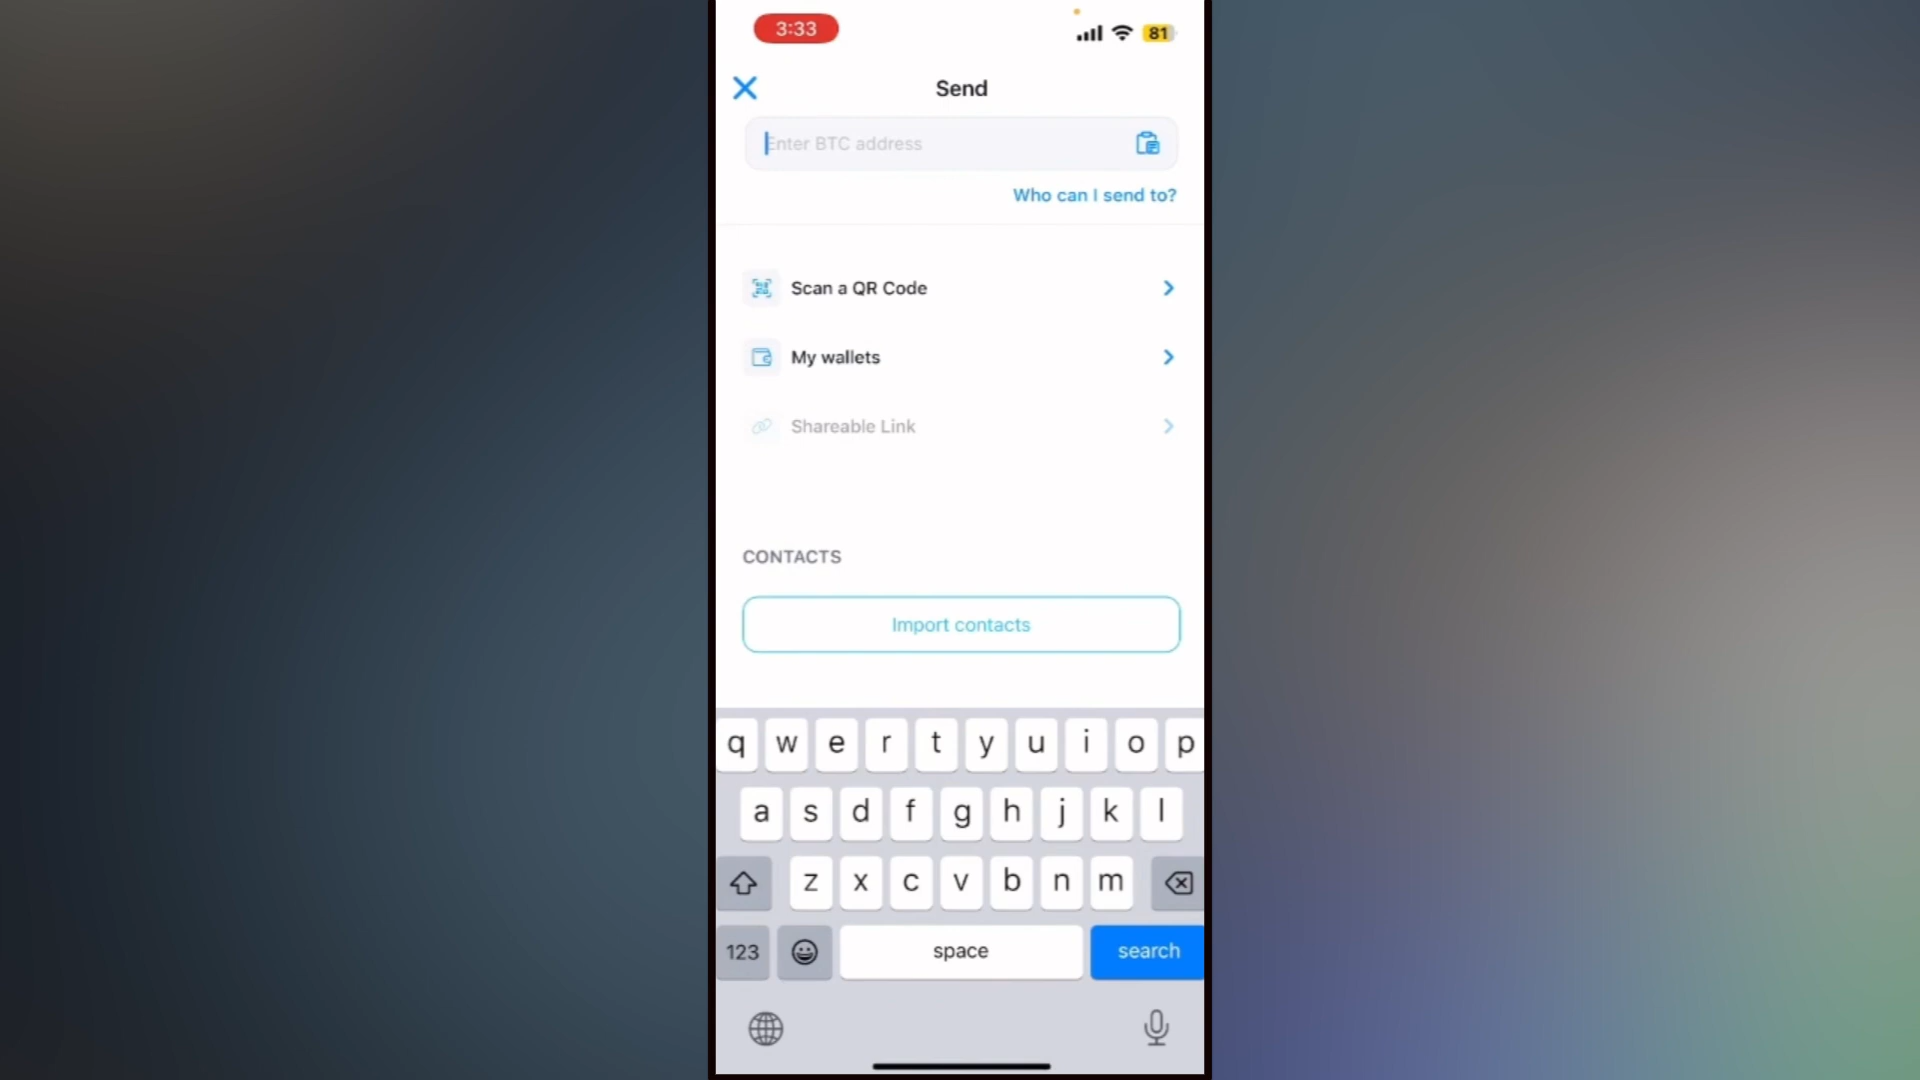 3:33
81
Send
Enter BTC address
Who can I send to?
Scan a QR Code
My wallets
Shareable Link
CONTACTS
Import contacts
q w e r t y u i o p
a s d f g h j k l
z x c v b n m
123 space search